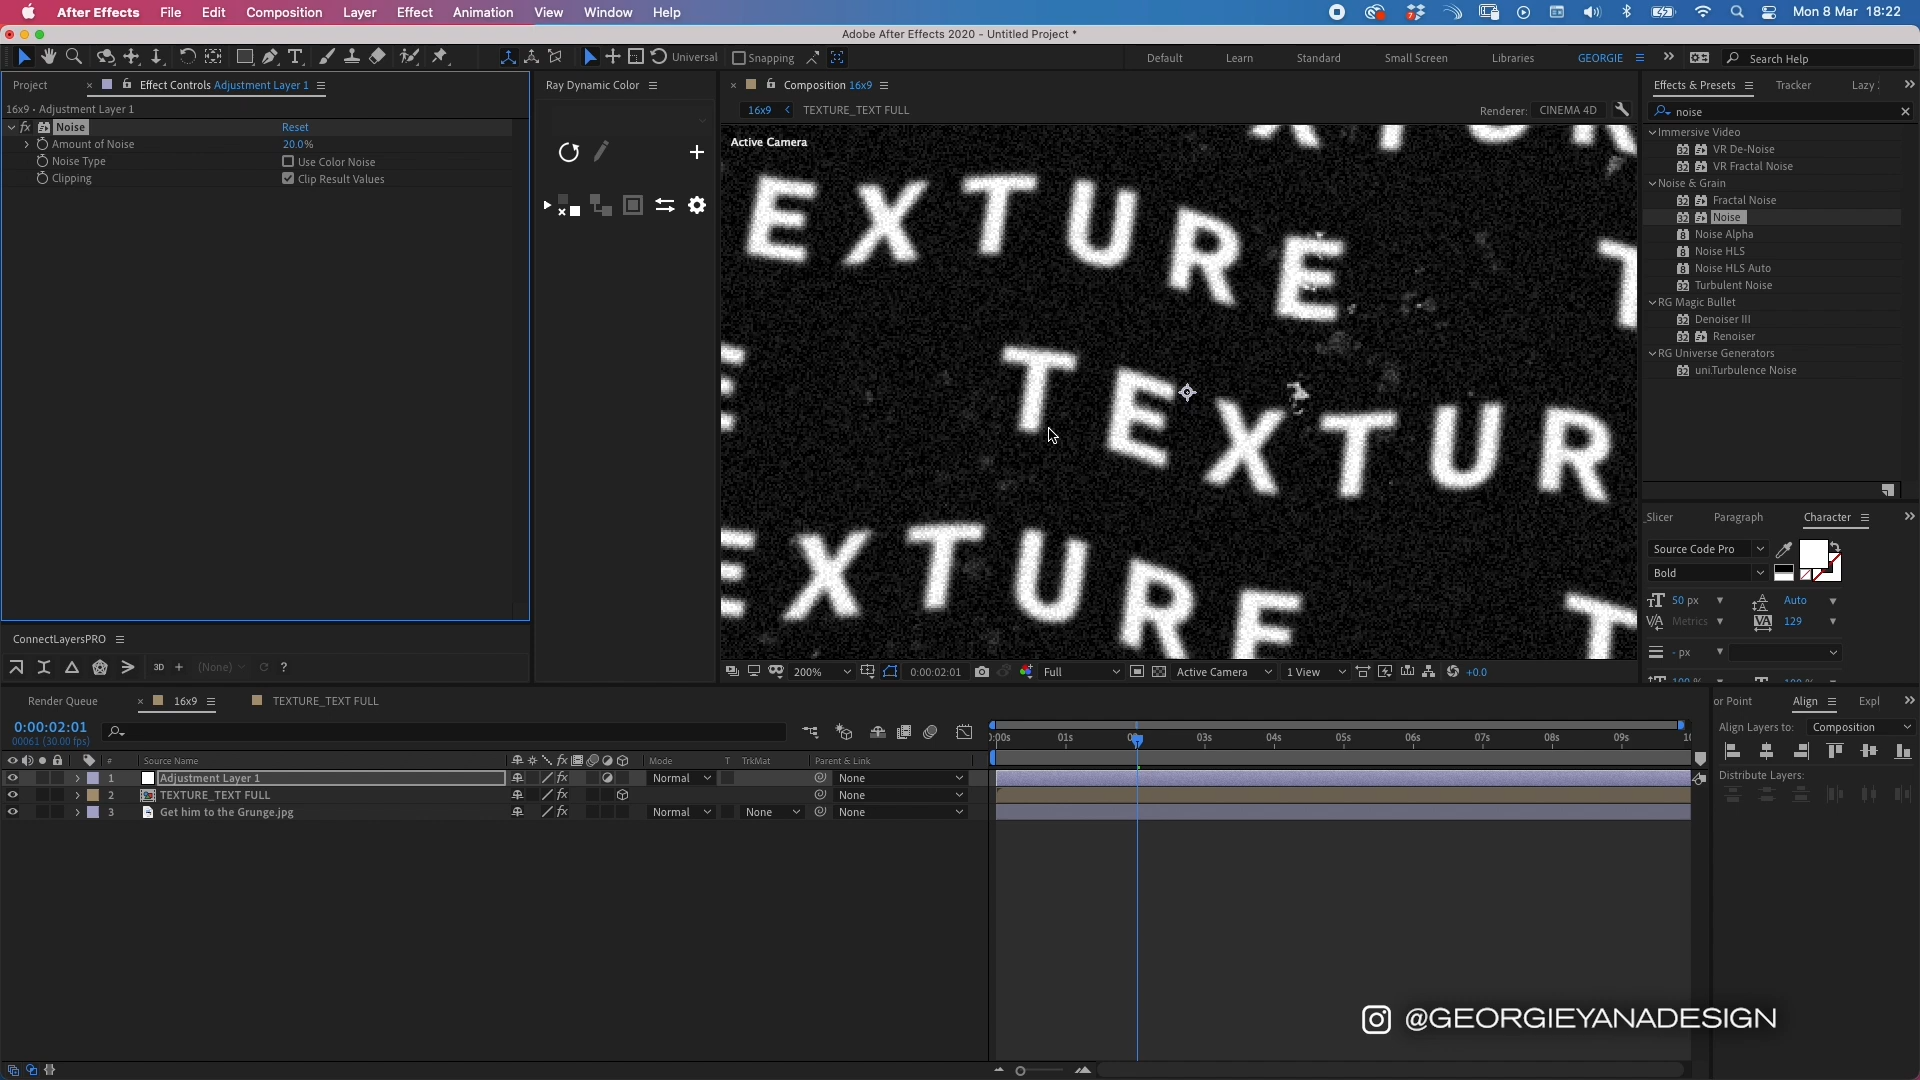 After Effects File Edit Composition Layer Effect Animation View Window Help
7
Mon 8 Mar 18:22
Adobe After Effects 2020 - Untitled Project *
Universal
Snapping
Default Learn Standard Small Screen Libraries GEORGIE
Search Help
Project
Effect Controls Adjustment Layer 1
16x9 • Adjustment Layer 1
fx Noise Reset
Amount of Noise 20.0%
Noise Type Use Color Noise
Clipping Clip Result Values
ConnectLayersPRO
3D + (None) ?
Ray Dynamic Color
Composition 16x9
16x9 TEXTURE_TEXT FULL
Renderer: CINEMA 4D
Active Camera
EXTURE T
E TEXTUR
EXTURE T
200% 0:00:02:01 Full Active Camera 1 View +0.0
Effects & Presets Tracker Lazy
noise
Immersive Video
VR De-Noise
VR Fractal Noise
Noise & Grain
Fractal Noise
Noise
Noise Alpha
Noise HLS
Noise HLS Auto
Turbulent Noise
RG Magic Bullet
Denoiser III
Renoiser
RG Universe Generators
uni.Turbulence Noise
Slicer Paragraph Character
Source Code Pro
Bold
50 px Auto
Metrics 129
- px
Render Queue 16x9 TEXTURE_TEXT FULL
0:00:02:01
00061 (30.00 fps)
# Source Name Mode T TrkMat Parent & Link
1 Adjustment Layer 1 Normal None
2 TEXTURE_TEXT FULL None
3 Get him to the Grunge.jpg Normal None None
01s 03s 04s 05s 06s 07s 08s 09s
or Point Align Expl
Align Layers to: Composition
Distribute Layers:
@GEORGIEYANADESIGN